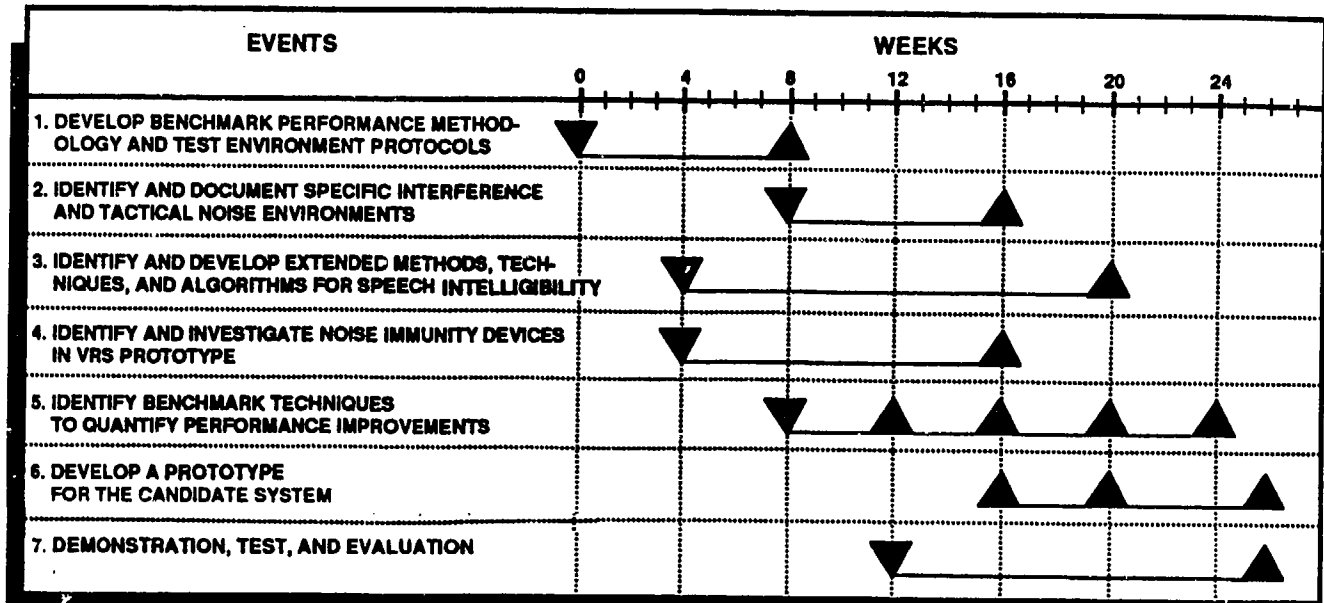 EVENTS
WEEKS
0 4 8 12 16 20 24
1. DEVELOP BENCHMARK PERFORMANCE METHOD-
OLOGY AND TEST ENVIRONMENT PROTOCOLS
2. IDENTIFY AND DOCUMENT SPECIFIC INTERFERENCE
AND TACTICAL NOISE ENVIRONMENTS
3. IDENTIFY AND DEVELOP EXTENDED METHODS, TECH-
NIQUES, AND ALGORITHMS FOR SPEECH INTELLIGIBILITY
4. IDENTIFY AND INVESTIGATE NOISE IMMUNITY DEVICES
IN VRS PROTOTYPE
5. IDENTIFY BENCHMARK TECHNIQUES
TO QUANTIFY PERFORMANCE IMPROVEMENTS
6. DEVELOP A PROTOTYPE
FOR THE CANDIDATE SYSTEM
7. DEMONSTRATION, TEST, AND EVALUATION